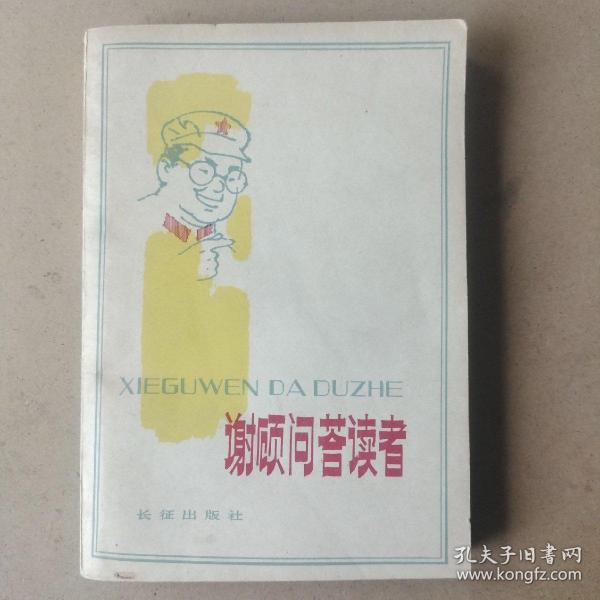 XIEGUWEN DA DUZHE
谢顾问答读者
长征出版社
孔夫子旧書网
www.kongfz.com